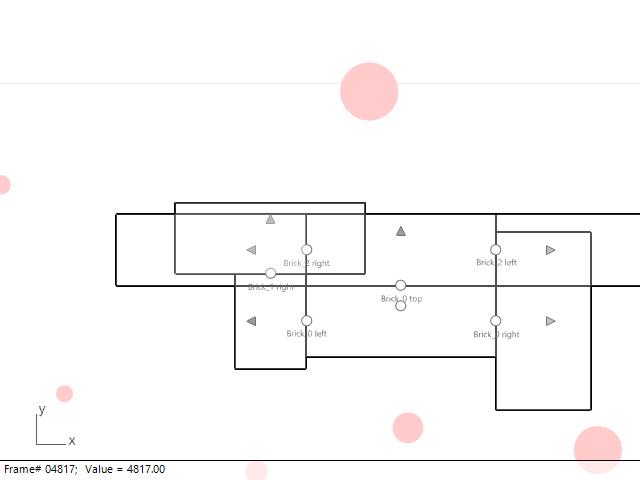 Brick_2 right
Brick_2 left
Brick_1 right
Brick_0 top
Brick_0 left
Brick_0 right
y
x
Frame# 04817;  Value = 4817.00